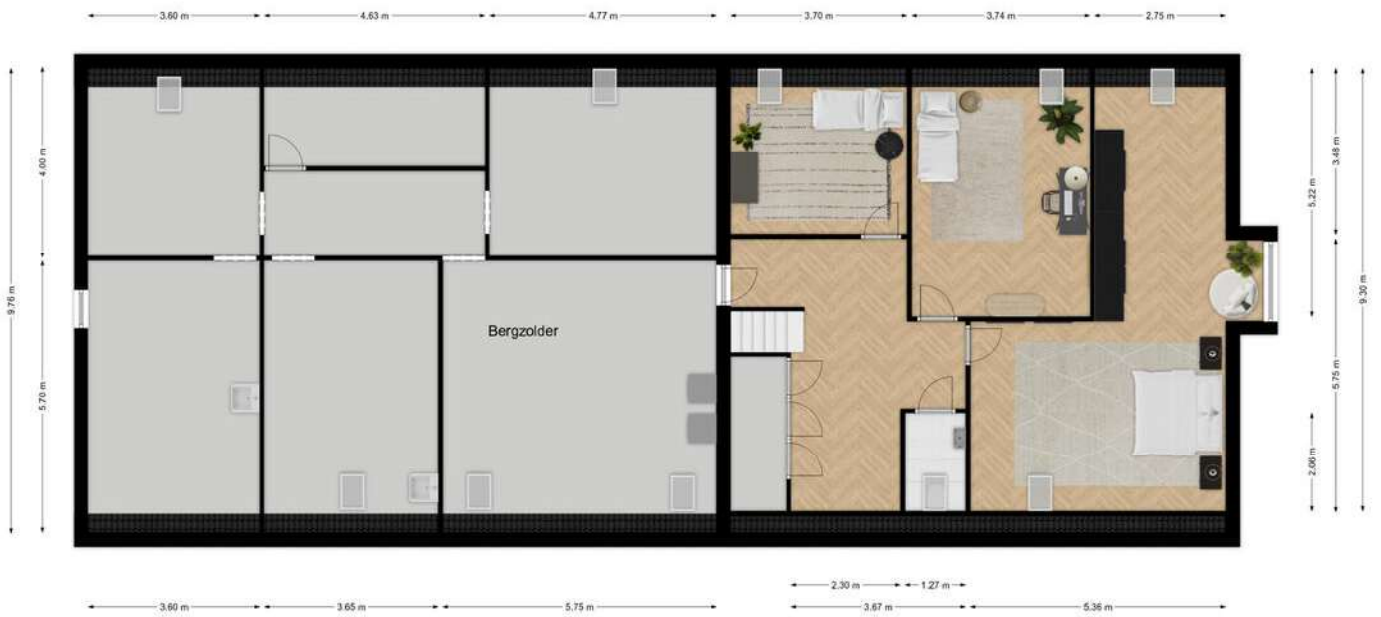 3.60 m
4.63 m
4.77 m
3.70 m
3.74 m
2.75 m
9.76 m
4.00 m
5.70 m
Bergzolder
5.22 m
3.48 m
9.30 m
5.75 m
2.06 m
2.30 m
1.27 m
3.60 m
3.65 m
5.75 m
3.67 m
5.36 m